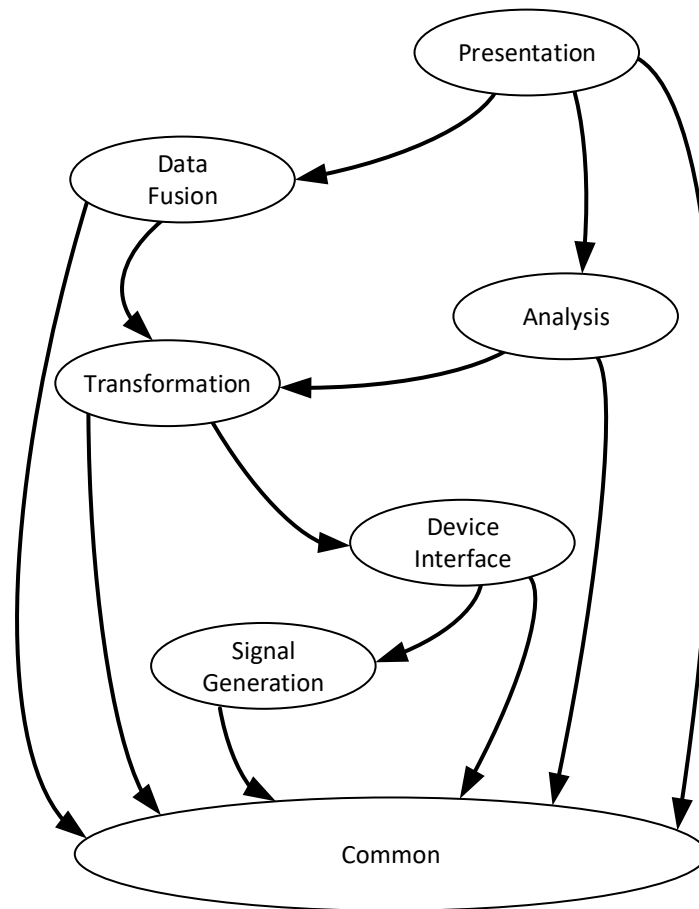 Presentation
Data
Fusion
Analysis
Transformation
Device
Interface
Signal
Generation
Common